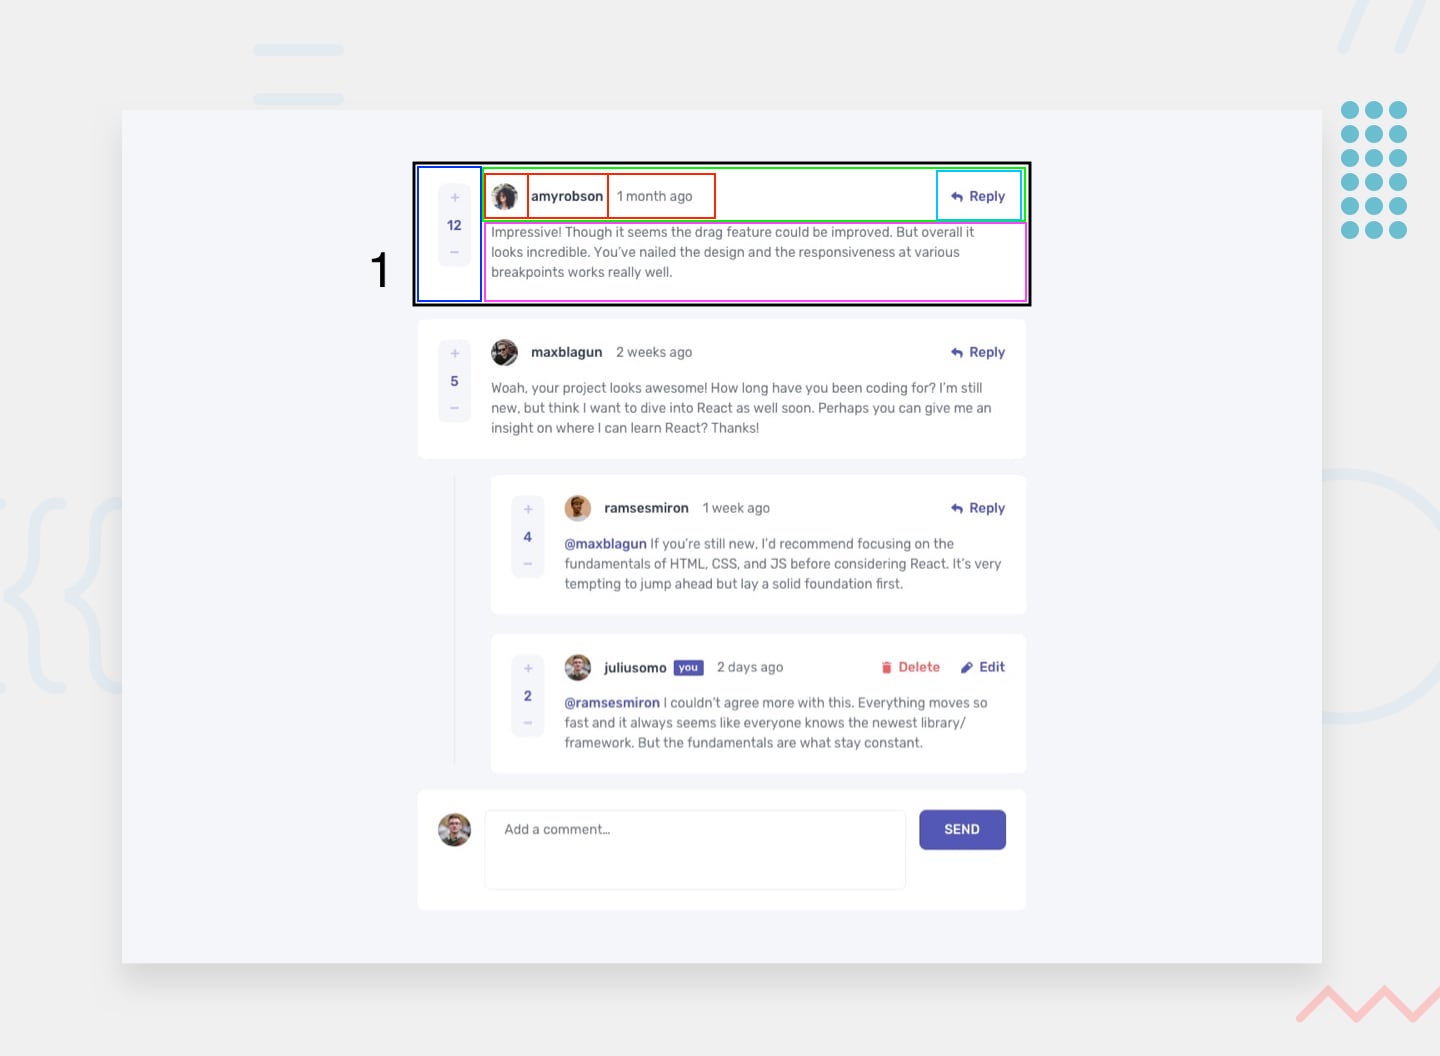 1
+
12
−
amyrobson 1 month ago
Reply
Impressive! Though it seems the drag feature could be improved. But overall it
looks incredible. You've nailed the design and the responsiveness at various
breakpoints works really well.
+
5
−
maxblagun 2 weeks ago
Reply
Woah, your project looks awesome! How long have you been coding for? I'm still
new, but think I want to dive into React as well soon. Perhaps you can give me an
insight on where I can learn React? Thanks!
+
4
−
ramsesmiron 1 week ago
Reply
@maxblagun If you're still new, I'd recommend focusing on the
fundamentals of HTML, CSS, and JS before considering React. It's very
tempting to jump ahead but lay a solid foundation first.
+
2
−
juliusomo you 2 days ago
Delete Edit
@ramsesmiron I couldn't agree more with this. Everything moves so
fast and it always seems like everyone knows the newest library/
framework. But the fundamentals are what stay constant.
Add a comment...
SEND